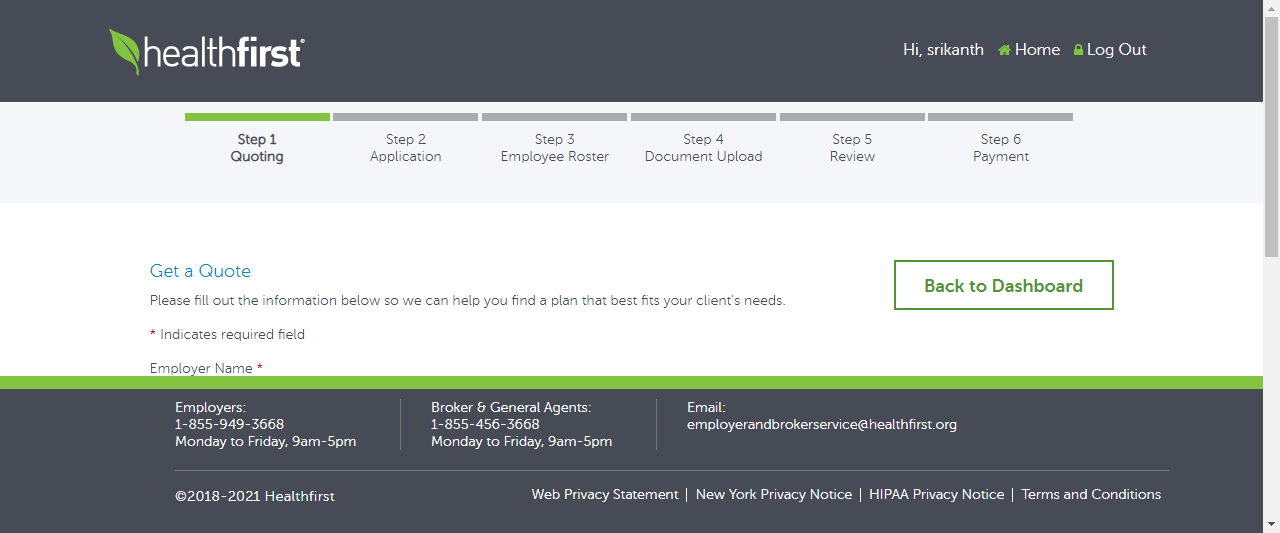 healthfirst®
Hi, srikanth Home Log Out
Step 1
Quoting
Step 2
Application
Step 3
Employee Roster
Step 4
Document Upload
Step 5
Review
Step 6
Payment
Get a Quote
Back to Dashboard
Please fill out the information below so we can help you find a plan that best fits your client's needs.
* Indicates required field
Employer Name *
Employers:
1-855-949-3668
Monday to Friday, 9am-5pm
Broker & General Agents:
1-855-456-3668
Monday to Friday, 9am-5pm
Email:
employerandbrokerservice@healthfirst.org
©2018-2021 Healthfirst
Web Privacy Statement | New York Privacy Notice | HIPAA Privacy Notice | Terms and Conditions